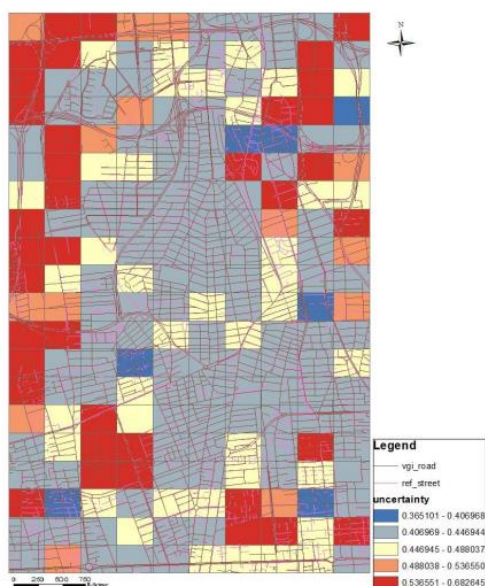 N
Legend
vgi_road
ref_street
uncertainty
0.365101 - 0.406968
0.406969 - 0.446944
0.446945 - 0.488037
0.488038 - 0.536550
0.536551 - 0.682645